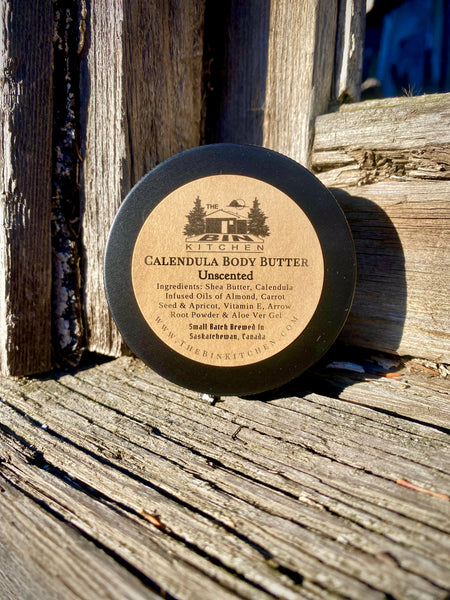 THE
BIN
KITCHEN
CALENDULA BODY BUTTER
Unscented
Ingredients: Shea Butter, Calendula
Infused Oils of Almond, Carrot
Seed & Apricot, Vitamin E, Arrow
Root Powder & Aloe Ver Gel
Small Batch Brewed in
Saskatchewan, Canada
WWW.THEBINKITCHEN.COM